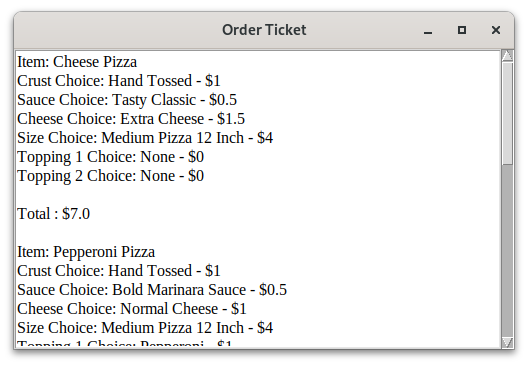 Order Ticket
Item: Cheese Pizza
Crust Choice: Hand Tossed - $1
Sauce Choice: Tasty Classic - $0.5
Cheese Choice: Extra Cheese - $1.5
Size Choice: Medium Pizza 12 Inch - $4
Topping 1 Choice: None - $0
Topping 2 Choice: None - $0
Total : $7.0
Item: Pepperoni Pizza
Crust Choice: Hand Tossed - $1
Sauce Choice: Bold Marinara Sauce - $0.5
Cheese Choice: Normal Cheese - $1
Size Choice: Medium Pizza 12 Inch - $4
Topping 1 Choice: Pepperoni - $1